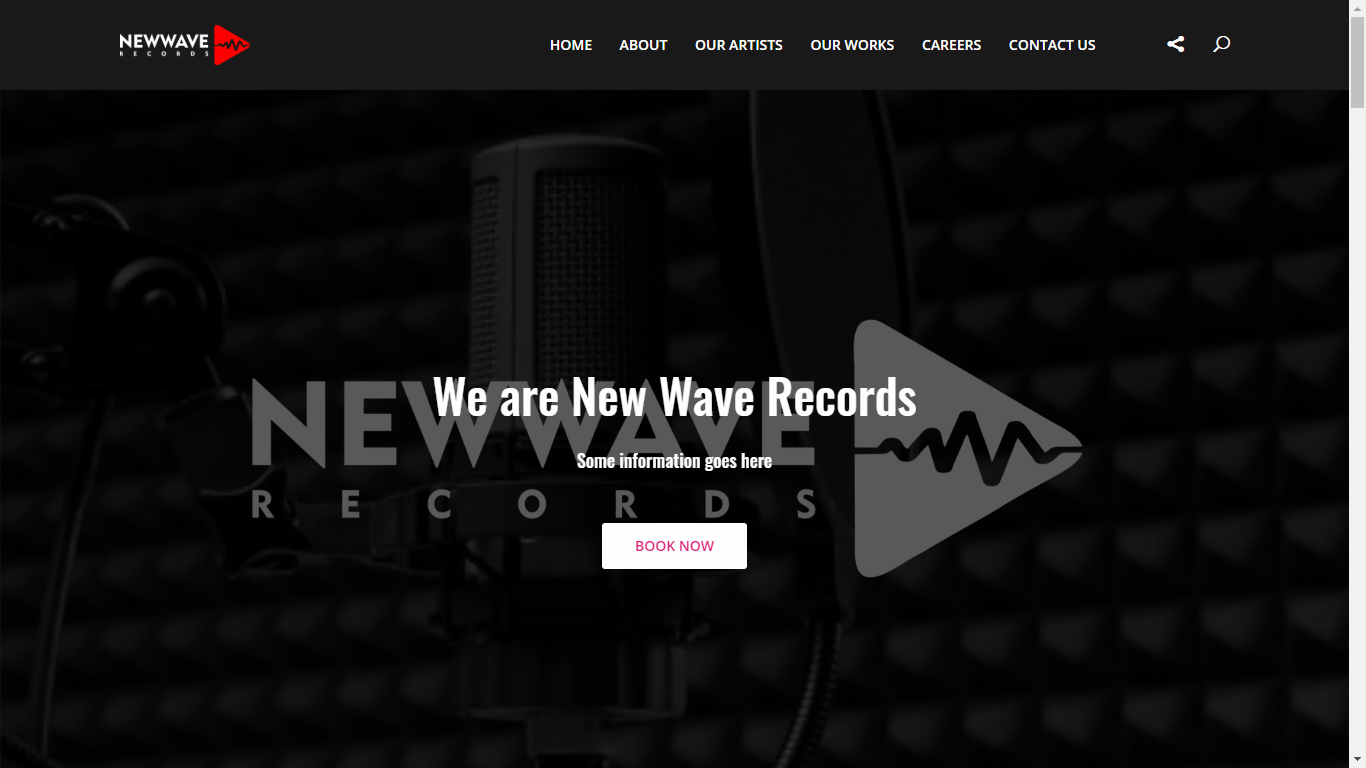 NEWWAVE
RECORDS
HOME ABOUT OUR ARTISTS OUR WORKS CAREERS CONTACT US
We are New Wave Records
NEWWAVE
Some information goes here
RECORDS
BOOK NOW